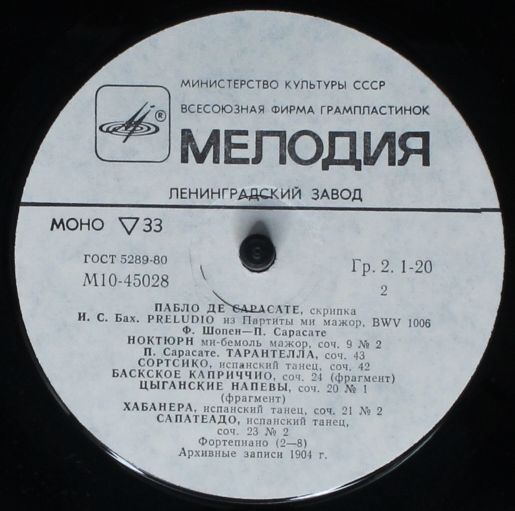 МИНИСТЕРСТВО КУЛЬТУРЫ СССР
ВСЕСОЮЗНАЯ ФИРМА ГРАМПЛАСТИНОК
®
МЕЛОДИЯ
ЛЕНИНГРАДСКИЙ ЗАВОД
МОНО ▽33
ГОСТ 5289-80
М10-45028
Гр. 2. 1-20
2
ПАБЛО ДЕ САРАСАТЕ, скрипка
И. С. Бах. PRELUDIO из Партиты ми мажор, BWV 1006
Ф. Шопен—П. Сарасате
НОКТЮРН ми-бемоль мажор, соч. 9 № 2
П. Сарасате. ТАРАНТЕЛЛА, соч. 43
СОРТСИКО, испанский танец, соч. 42
БАСКСКОЕ КАПРИЧЧИО, соч. 24 (фрагмент)
ЦЫГАНСКИЕ НАПЕВЫ, соч. 20 № 1
(фрагмент)
ХАБАНЕРА, испанский танец, соч. 21 № 2
САПАТЕАДО, испанский танец,
соч. 23 № 2
Фортепиано (2—8)
Архивные записи 1904 г.